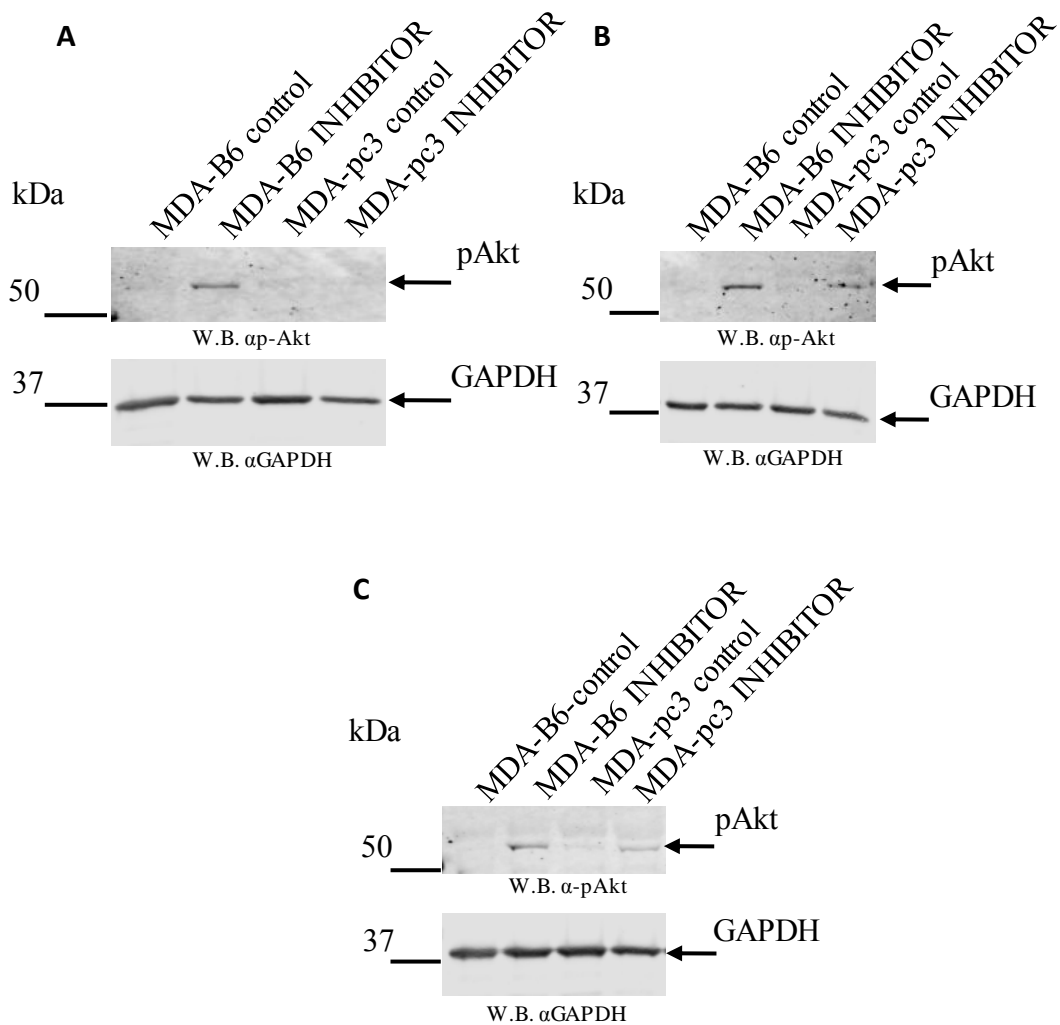 A
MDA-B6 control
MDA-B6 INHIBITOR
MDA-pc3 control
MDA-pc3 INHIBITOR
kDa
pAkt
50
W.B. αp-Akt
37
GAPDH
W.B. αGAPDH
B
MDA-B6 control
MDA-B6 INHIBITOR
MDA-pc3 control
MDA-pc3 INHIBITOR
kDa
pAkt
50
W.B. αp-Akt
37
GAPDH
W.B. αGAPDH
C
MDA-B6-control
MDA-B6 INHIBITOR
MDA-pc3 control
MDA-pc3 INHIBITOR
kDa
pAkt
50
W.B. α-pAkt
37
GAPDH
W.B. αGAPDH